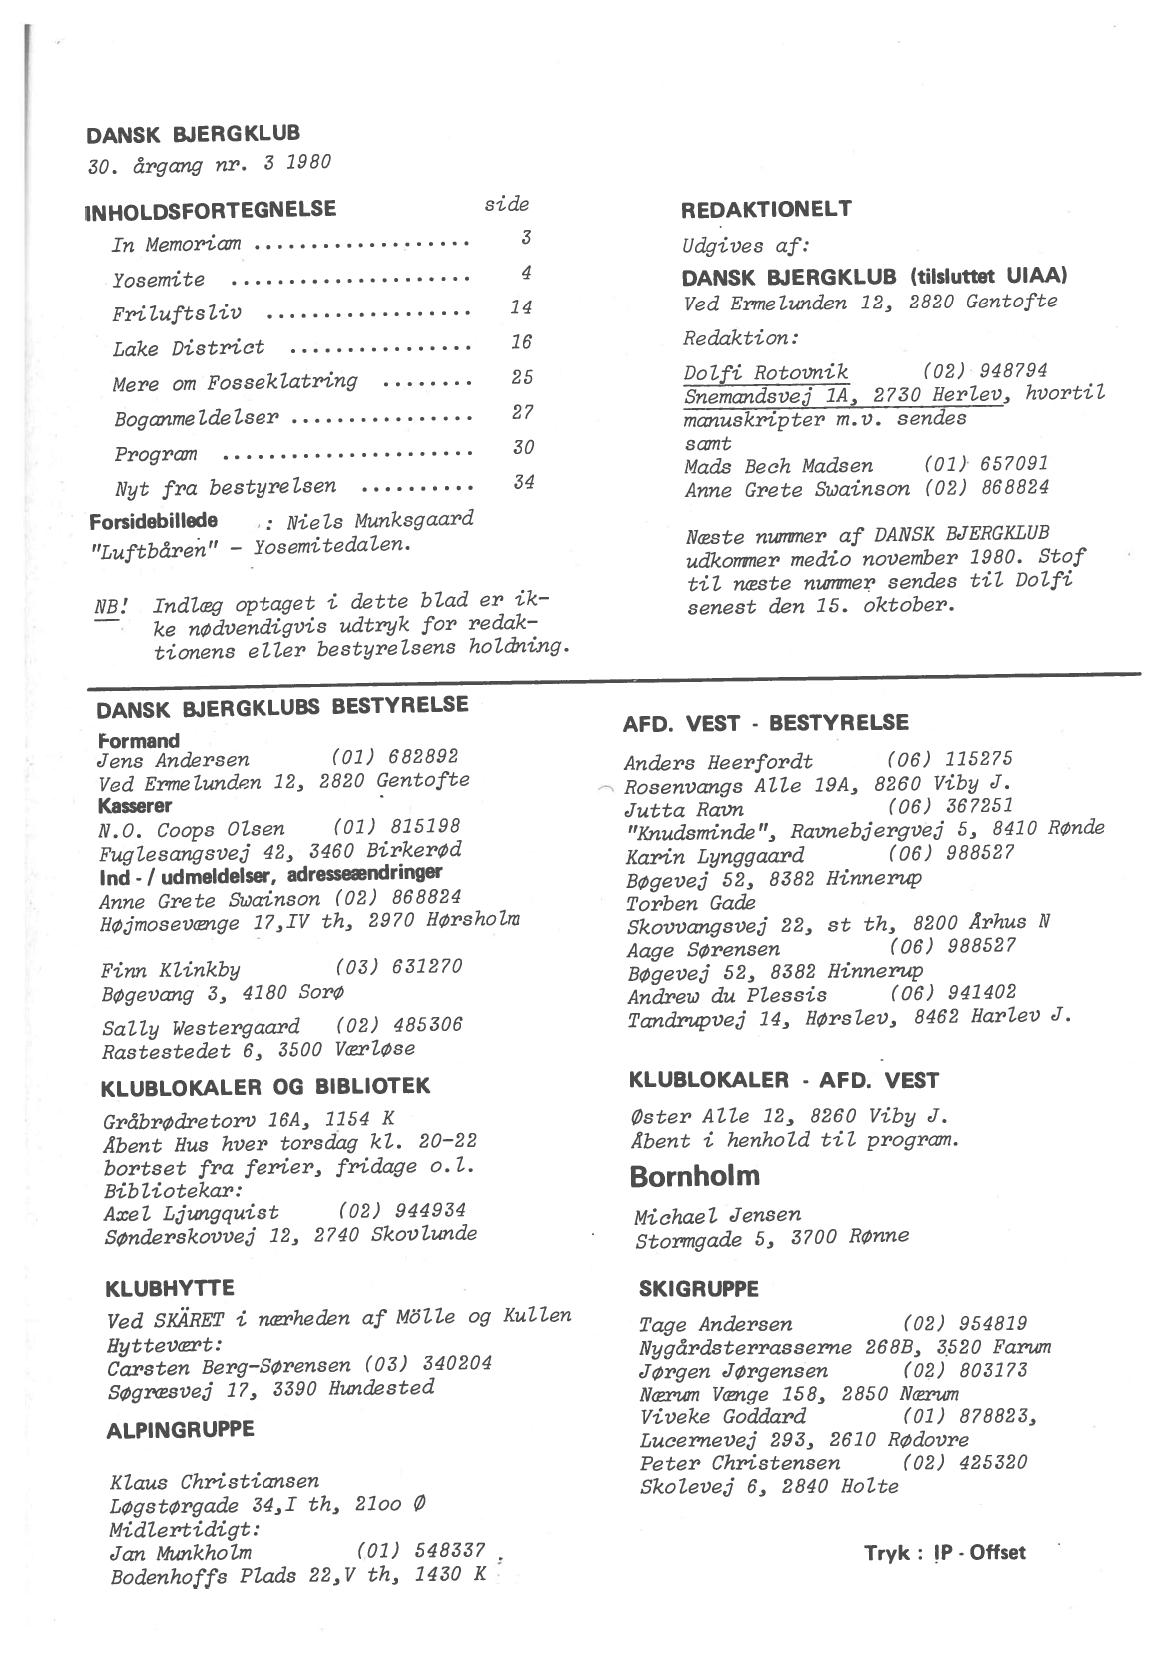 DANSK BJERGKLUB
30. årgang nr. 3 1980
INHOLDSFORTEGNELSE side
In Memoriam ................... 3
Yosemite ..................... 4
Friluftsliv .................. 14
Lake District ................ 16
Mere om Fosseklatring ........ 25
Boganmeldelser ................ 27
Program ...................... 30
Nyt fra bestyrelsen .......... 34
Forsidebillede : Niels Munksgaard
"Luftbåren" - Yosemitedalen.
NB! Indlæg optaget i dette blad er ik-
ke nødvendigvis udtryk for redak-
tionens eller bestyrelsens holdning.
REDAKTIONELT
Udgives af:
DANSK BJERGKLUB (tilsluttet UIAA)
Ved Ermelunden 12, 2820 Gentofte
Redaktion:
Dolfi Rotovnik (02) 948794
Snemandsvej 1A, 2730 Herlev, hvortil
manuskripter m.v. sendes
samt
Mads Bech Madsen (01) 657091
Anne Grete Swainson (02) 868824
Næste nummer af DANSK BJERGKLUB
udkommer medio november 1980. Stof
til næste nummer sendes til Dolfi
senest den 15. oktober.
DANSK BJERGKLUBS BESTYRELSE
Formand
Jens Andersen (01) 682892
Ved Ermelunden 12, 2820 Gentofte
Kasserer
N.O. Coops Olsen (01) 815198
Fuglesangsvej 42, 3460 Birkerød
Ind - / udmeldelser, adresseændringer
Anne Grete Swainson (02) 868824
Højmosevænge 17,IV th, 2970 Hørsholm
Finn Klinkby (03) 631270
Bøgevang 3, 4180 Sorø
Sally Westergaard (02) 485306
Rastestedet 6, 3500 Værløse
KLUBLOKALER OG BIBLIOTEK
Gråbrødretorv 16A, 1154 K
Åbent Hus hver torsdag kl. 20-22
bortset fra ferier, fridage o.l.
Bibliotekar:
Axel Ljungquist (02) 944934
Sønderskovvej 12, 2740 Skovlunde
KLUBHYTTE
Ved SKÄRET i nærheden af Mölle og Kullen
Hyttevært:
Carsten Berg-Sørensen (03) 340204
Søgræsvej 17, 3390 Hundested
ALPINGRUPPE
Klaus Christiansen
Løgstørgade 34,I th, 21oo Ø
Midlertidigt:
Jan Munkholm (01) 548337
Bodenhoffs Plads 22,V th, 1430 K
AFD. VEST - BESTYRELSE
Anders Heerfordt (06) 115275
Rosenvangs Alle 19A, 8260 Viby J.
Jutta Ravn (06) 367251
"Knudsminde", Ravnebjergvej 5, 8410 Rønde
Karin Lynggaard (06) 988527
Bøgevej 52, 8382 Hinnerup
Torben Gade
Skovvangsvej 22, st th, 8200 Århus N
Aage Sørensen (06) 988527
Bøgevej 52, 8382 Hinnerup
Andrew du Plessis (06) 941402
Tandrupvej 14, Hørslev, 8462 Harlev J.
KLUBLOKALER - AFD. VEST
Øster Alle 12, 8260 Viby J.
Åbent i henhold til program.
Bornholm
Michael Jensen
Stormgade 5, 3700 Rønne
SKIGRUPPE
Tage Andersen (02) 954819
Nygårdsterrasserne 268B, 3520 Farum
Jørgen Jørgensen (02) 803173
Nærum Vænge 158, 2850 Nærum
Viveke Goddard (01) 878823,
Lucernevej 293, 2610 Rødovre
Peter Christensen (02) 425320
Skolevej 6, 2840 Holte
Tryk : IP - Offset